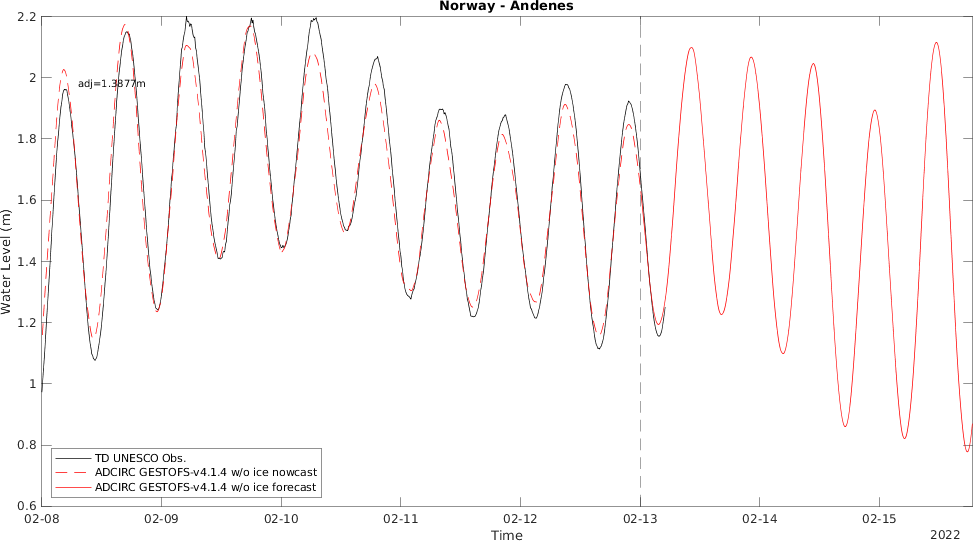 Norway - Andenes
2.2
2
1.8
1.6
1.4
1.2
1
0.8
0.6
Water Level (m)
adj=1.3877m
TD UNESCO Obs.
ADCIRC GESTOFS-v4.1.4 w/o ice nowcast
ADCIRC GESTOFS-v4.1.4 w/o ice forecast
02-08 02-09 02-10 02-11 02-12 02-13 02-14 02-15
Time
2022